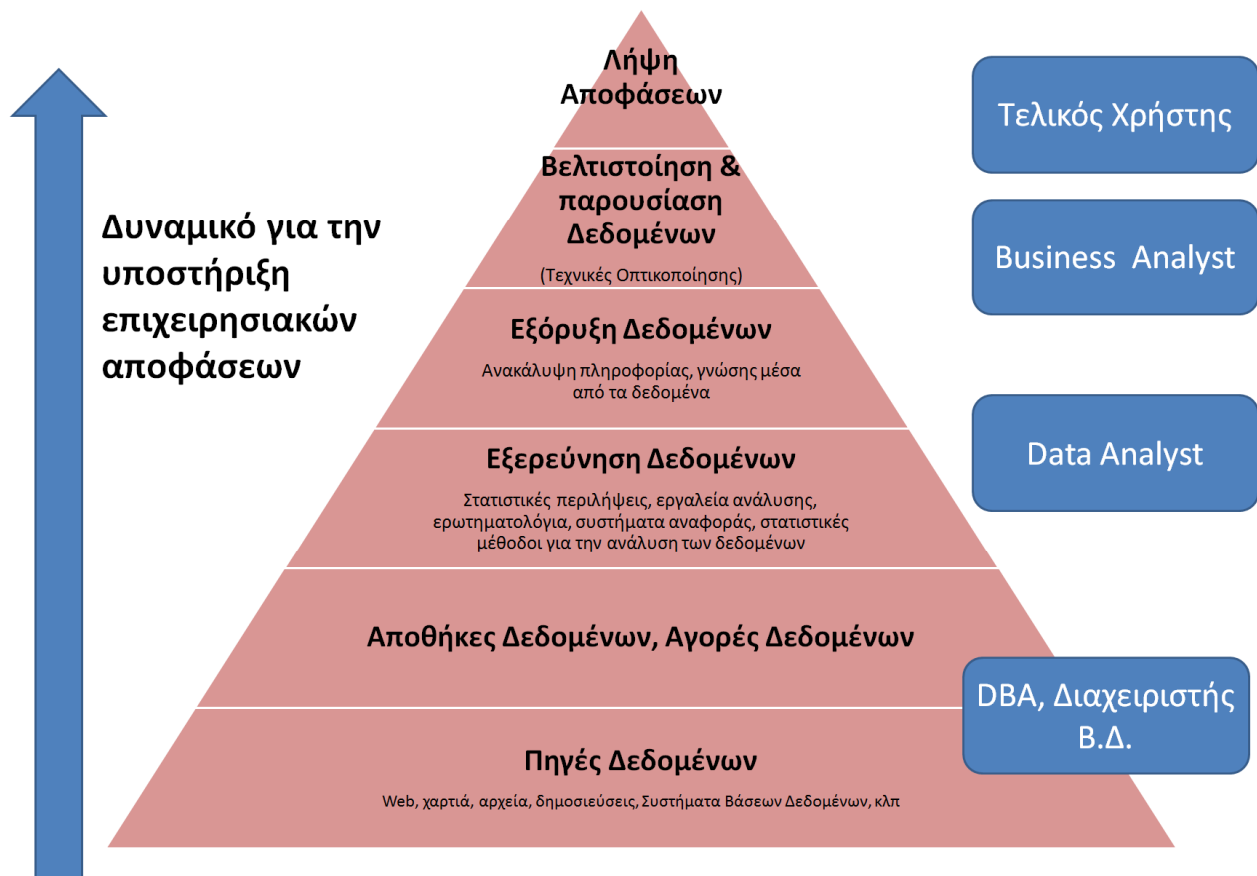 Δυναμικό για την
υποστήριξη
επιχειρησιακών
αποφάσεων
Λήψη
Αποφάσεων
Βελτιστοίηση &
παρουσίαση
Δεδομένων
(Τεχνικές Οπτικοποίησης)
Εξόρυξη Δεδομένων
Ανακάλυψη πληροφορίας, γνώσης μέσα
από τα δεδομένα
Εξερεύνηση Δεδομένων
Στατιστικές περιλήψεις, εργαλεία ανάλυσης,
ερωτηματολόγια, συστήματα αναφοράς, στατιστικές
μέθοδοι για την ανάλυση των δεδομένων
Αποθήκες Δεδομένων, Αγορές Δεδομένων
Πηγές Δεδομένων
Web, χαρτιά, αρχεία, δημοσιεύσεις, Συστήματα Βάσεων Δεδομένων, κλπ
Τελικός Χρήστης
Business Analyst
Data Analyst
DBA, Διαχειριστής
Β.Δ.